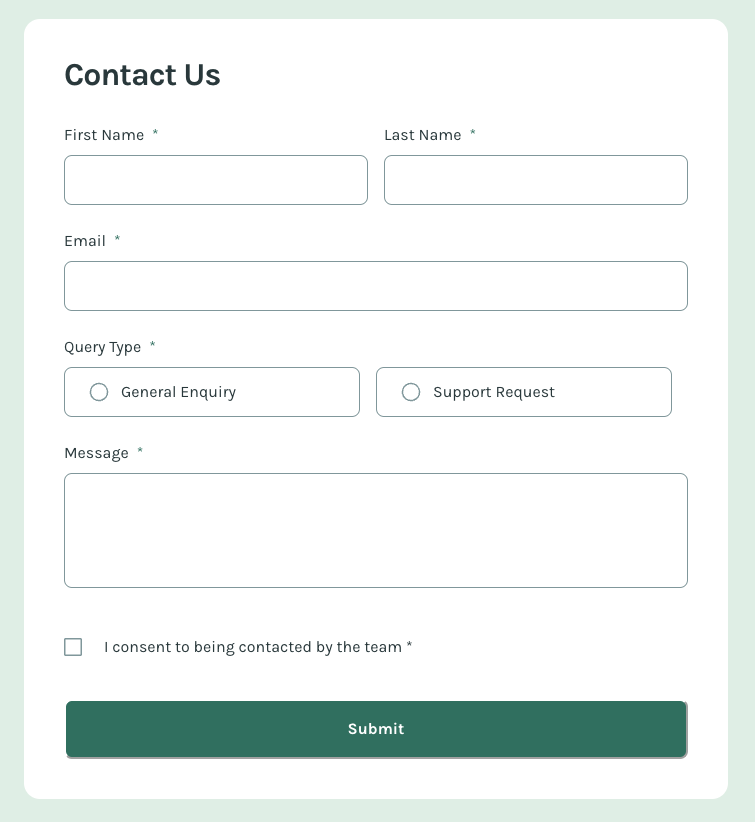 Contact Us
First Name *
Last Name *
Email *
Query Type *
General Enquiry
Support Request
Message *
I consent to being contacted by the team *
Submit